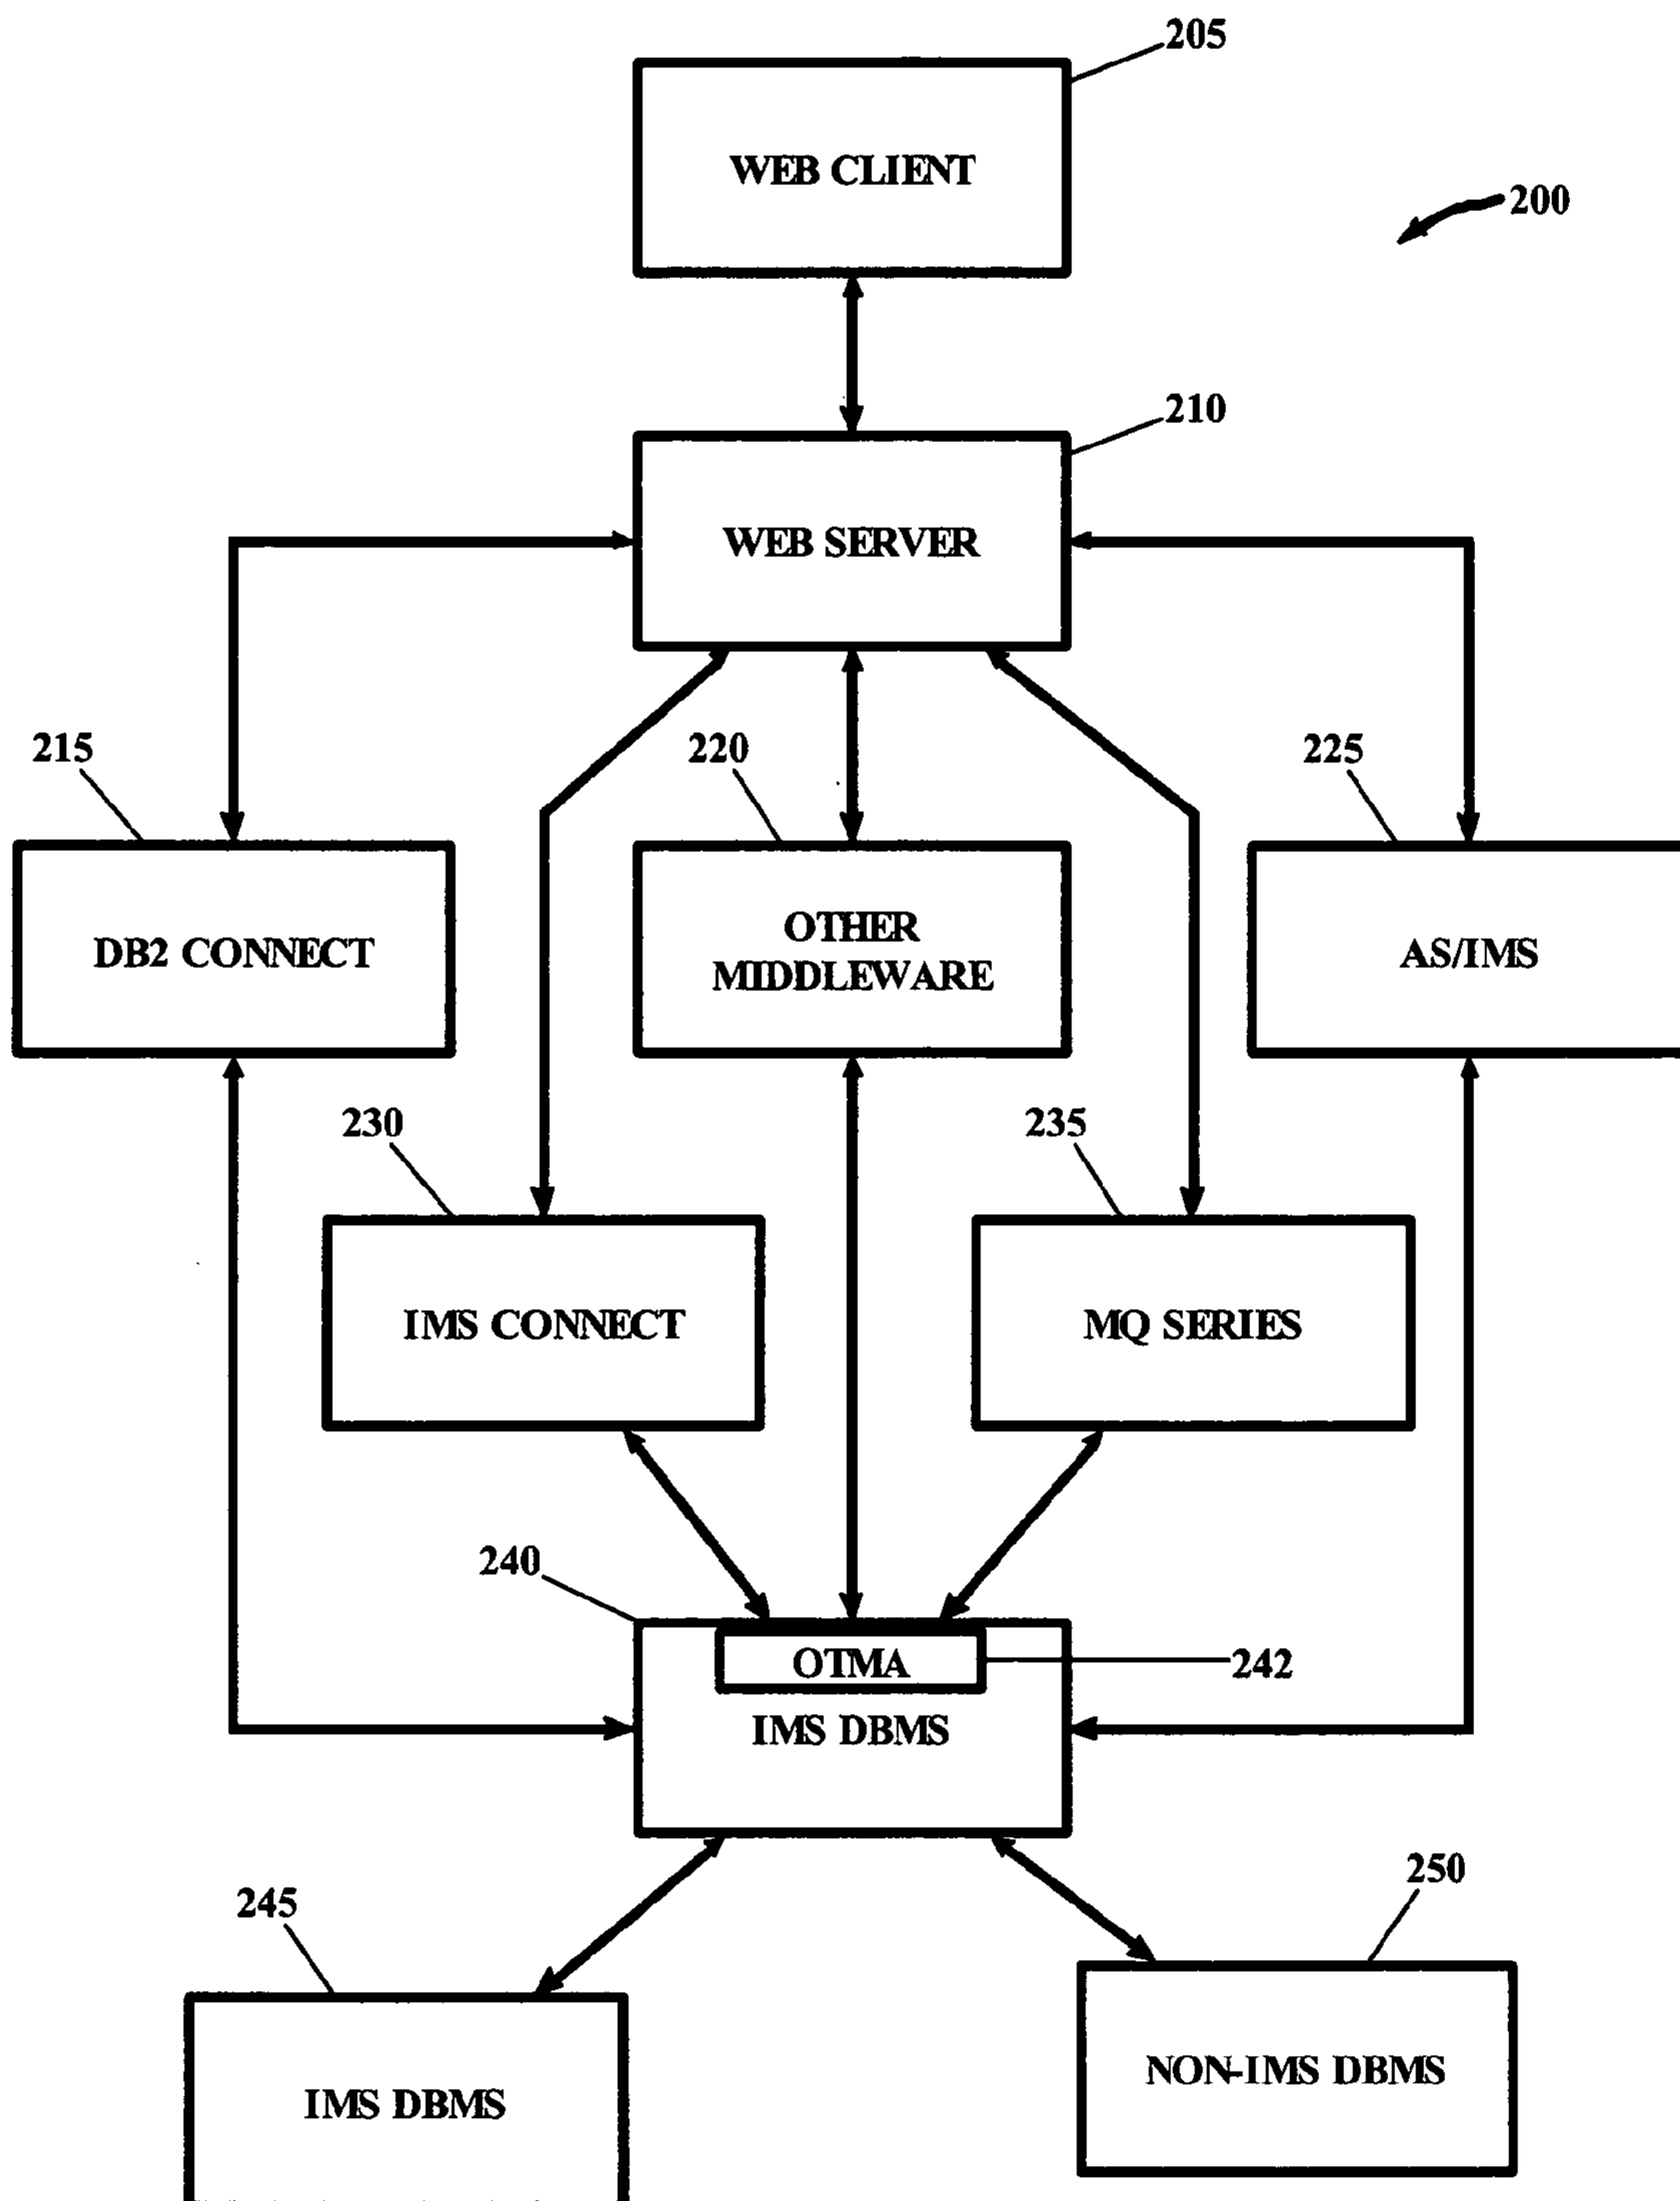 205
WEB CLIENT
200
210
WEB SERVER
215
220
225
DB2 CONNECT
OTHER
MIDDLEWARE
AS/IMS
230
235
IMS CONNECT
MQ SERIES
240
OTMA
242
IMS DBMS
245
250
IMS DBMS
NON-IMS DBMS